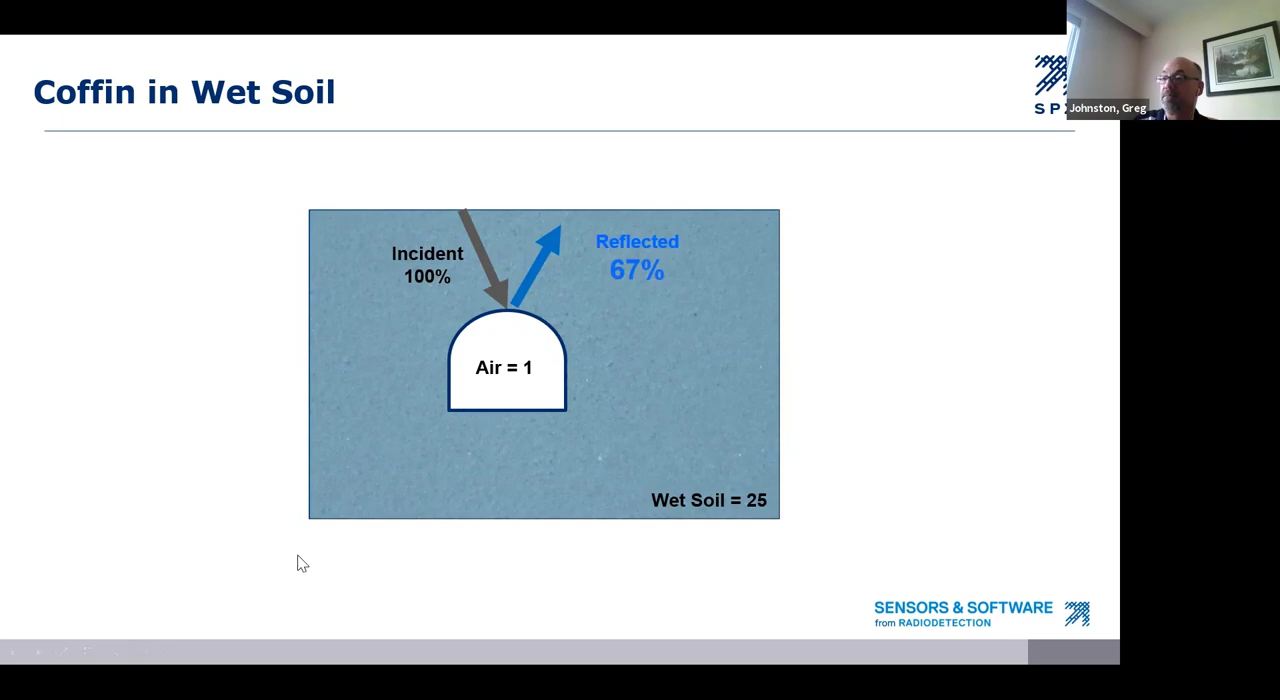 Coffin in Wet Soil
SP
Johnston, Greg
Incident
100%
Reflected
67%
Air = 1
Wet Soil = 25
SENSORS & SOFTWARE
from RADIODETECTION